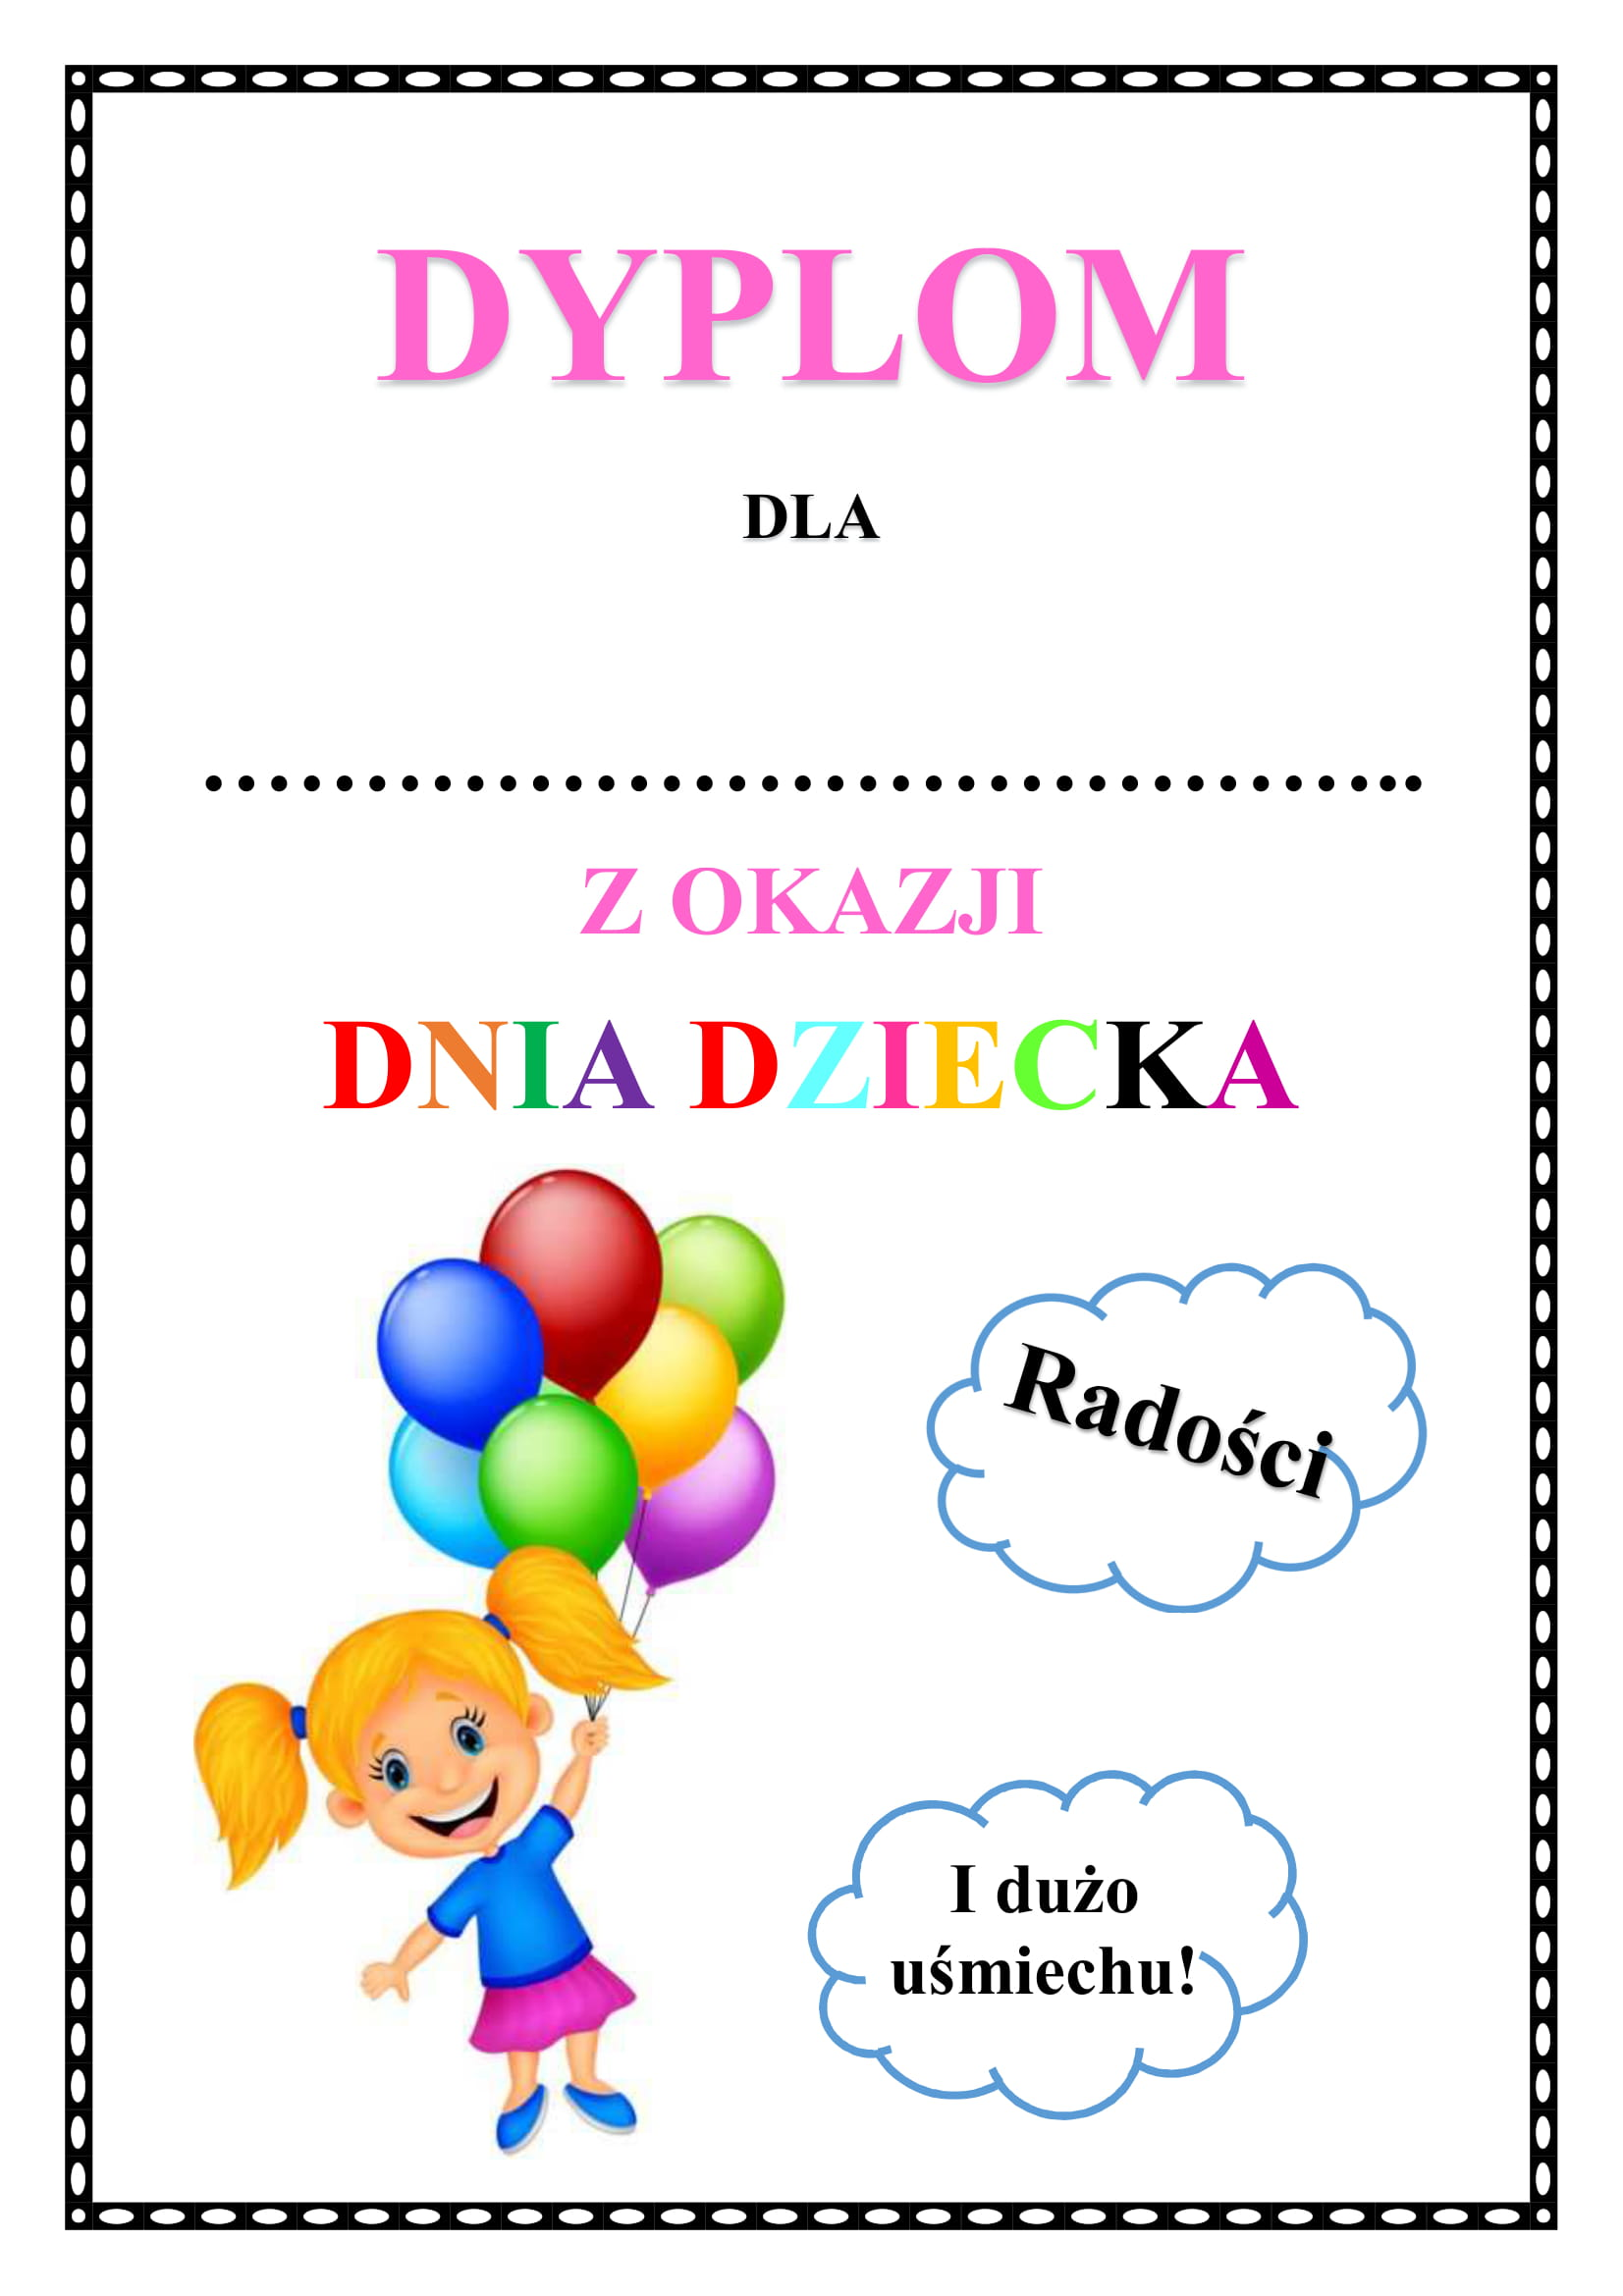 DYPLOM
DLA
......................................
Z OKAZJI
DNIA DZIECKA
Radości
I dużo
uśmiechu!